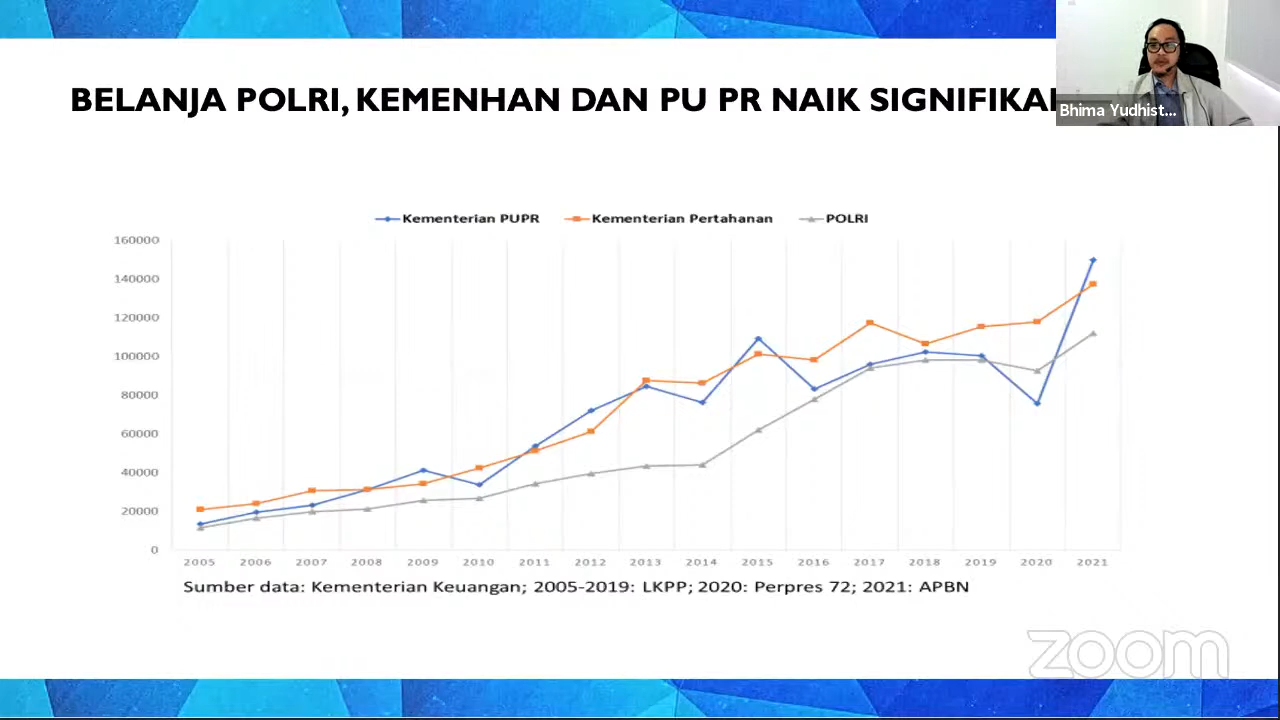 BELANJA POLRI, KEMENHAN DAN PU PR NAIK SIGNIFIKA
Bhima Yudhist...
Kementerian PUPR Kementerian Pertahanan POLRI
160000
140000
120000
100000
80000
60000
40000
20000
0
2005 2006 2007 2008 2009 2010 2011 2012 2013 2014 2015 2016 2017 2018 2019 2020 2021
Sumber data: Kementerian Keuangan; 2005-2019: LKPP; 2020: Perpres 72; 2021: APBN
zoom